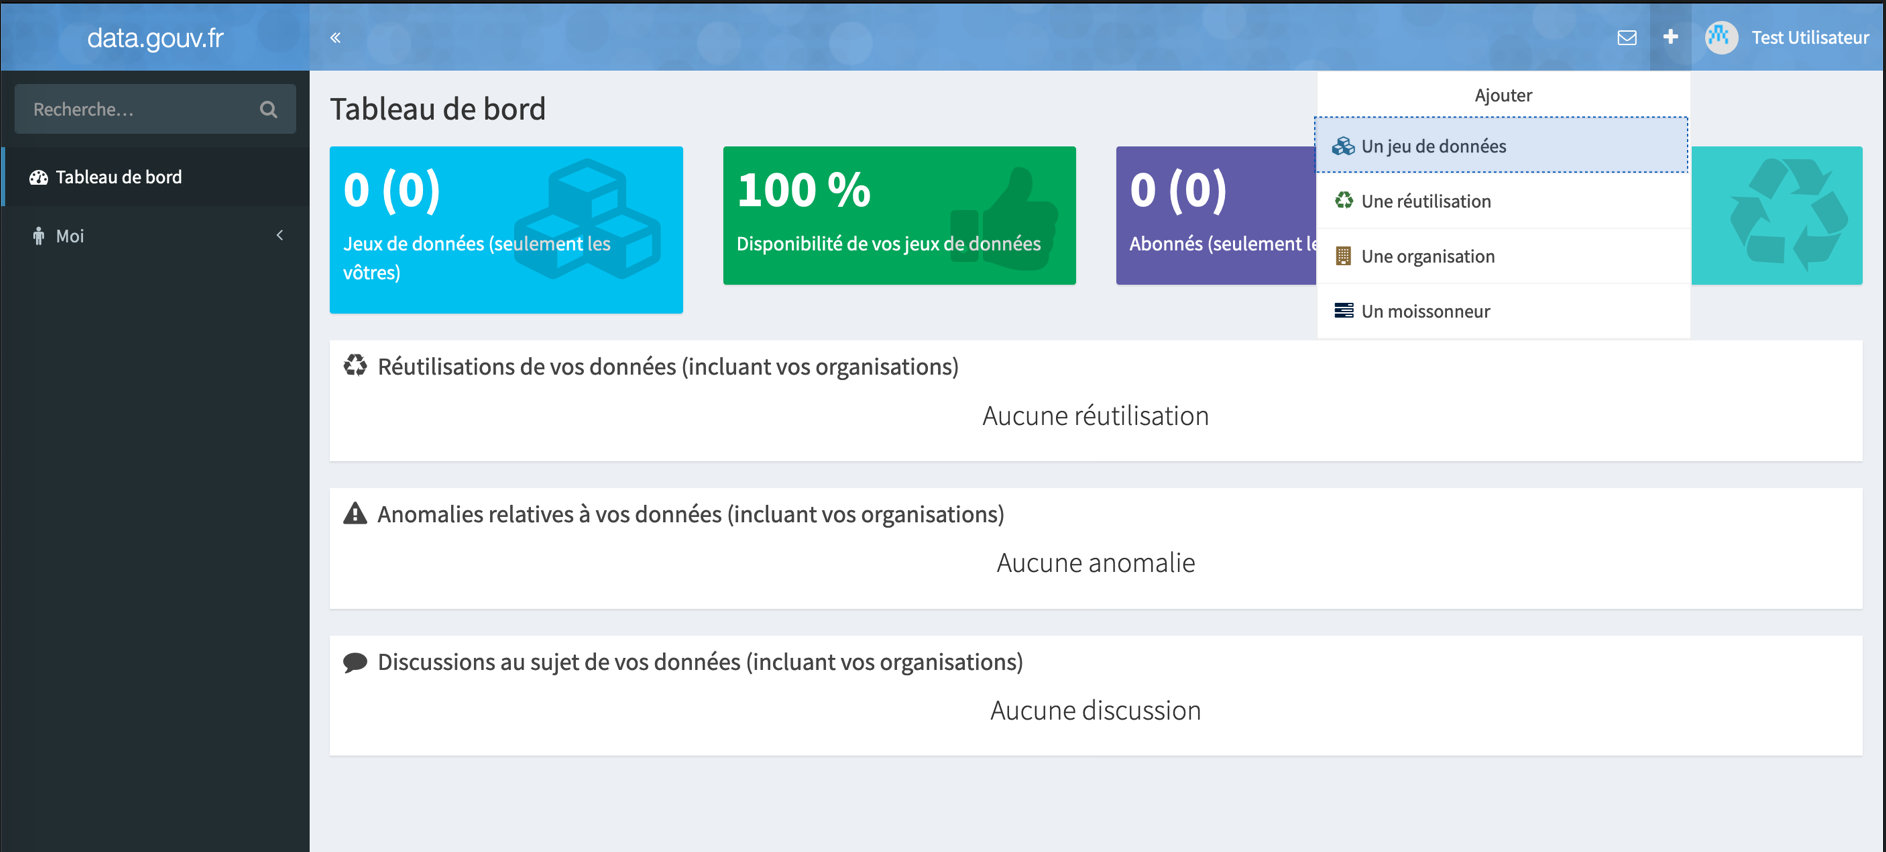 data.gouv.fr
Test Utilisateur
Recherche...
Tableau de bord
Moi
Tableau de bord
0 (0)
Jeux de données (seulement les
vôtres)
100 %
Disponibilité de vos jeux de données
0 (0)
Abonnés (seulement
Ajouter
Un jeu de données
Une réutilisation
Une organisation
Un moissonneur
Réutilisations de vos données (incluant vos organisations)
Aucune réutilisation
Anomalies relatives à vos données (incluant vos organisations)
Aucune anomalie
Discussions au sujet de vos données (incluant vos organisations)
Aucune discussion